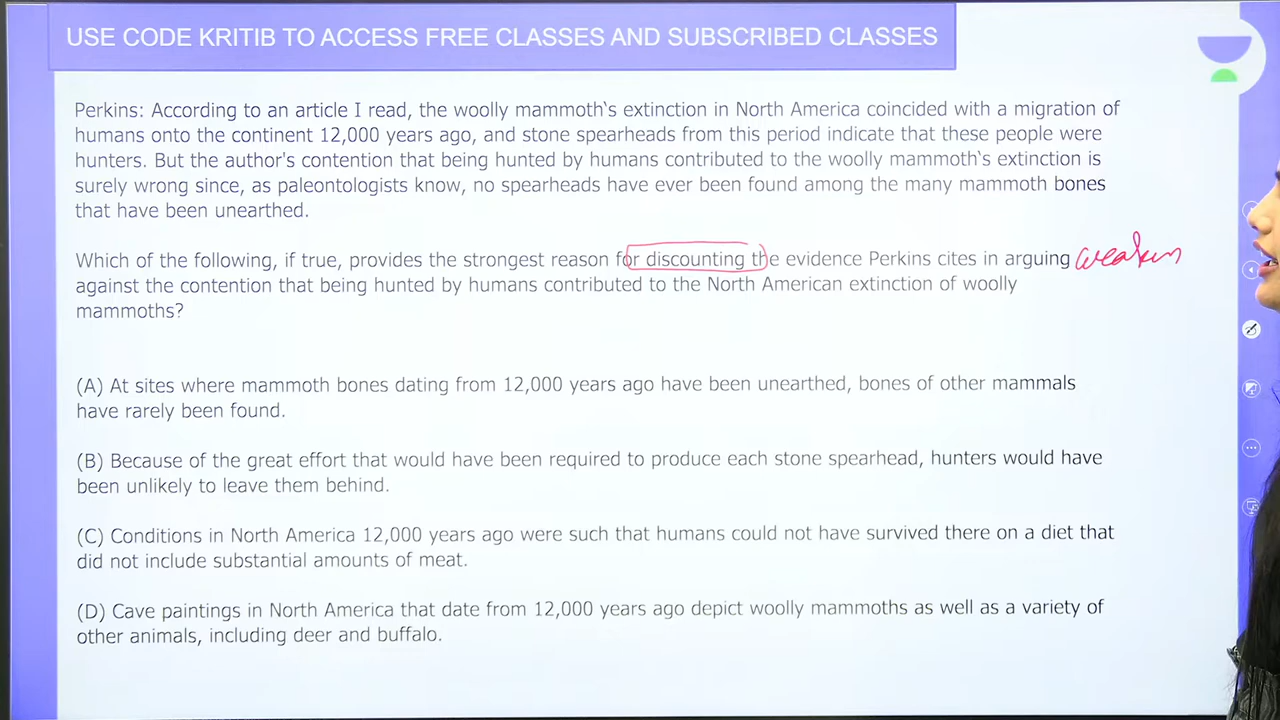 USE CODE KRITIB TO ACCESS FREE CLASSES AND SUBSCRIBED CLASSES
Perkins: According to an article I read, the woolly mammoth's extinction in North America coincided with a migration of
humans onto the continent 12,000 years ago, and stone spearheads from this period indicate that these people were
hunters. But the author's contention that being hunted by humans contributed to the woolly mammoth's extinction is
surely wrong since, as paleontologists know, no spearheads have ever been found among the many mammoth bones
that have been unearthed.
Which of the following, if true, provides the strongest reason for discounting the evidence Perkins cites in arguing weaken
against the contention that being hunted by humans contributed to the North American extinction of woolly
mammoths?
(A) At sites where mammoth bones dating from 12,000 years ago have been unearthed, bones of other mammals
have rarely been found.
(B) Because of the great effort that would have been required to produce each stone spearhead, hunters would have
been unlikely to leave them behind.
(C) Conditions in North America 12,000 years ago were such that humans could not have survived there on a diet that
did not include substantial amounts of meat.
(D) Cave paintings in North America that date from 12,000 years ago depict woolly mammoths as well as a variety of
other animals, including deer and buffalo.